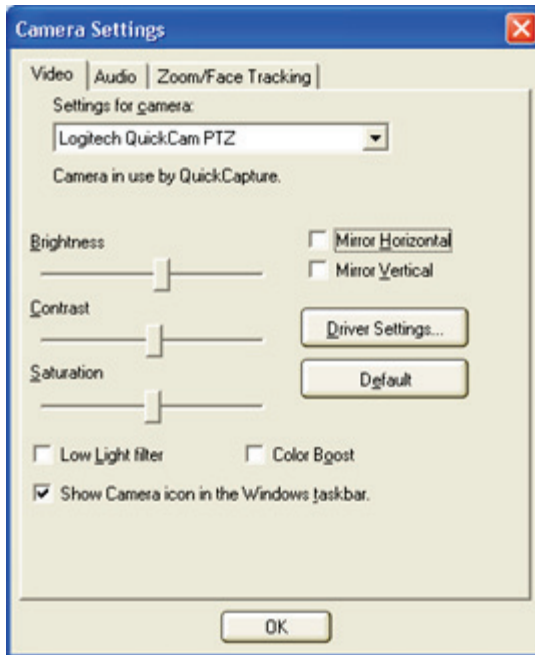 Camera Settings
Video Audio Zoom/Face Tracking
Settings for camera:
Logitech QuickCam PTZ
Camera in use by QuickCapture.
Brightness
Mirror Horizontal
Mirror Vertical
Contrast
Driver Settings...
Saturation
Default
Low Light filter Color Boost
Show Camera icon in the Windows taskbar.
OK